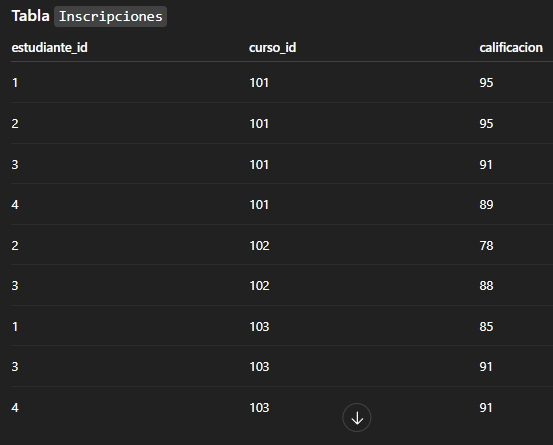 Tabla Inscripciones
estudiante_id curso_id calificacion
1 101 95
2 101 95
3 101 91
4 101 89
2 102 78
3 102 88
1 103 85
3 103 91
4 103 91